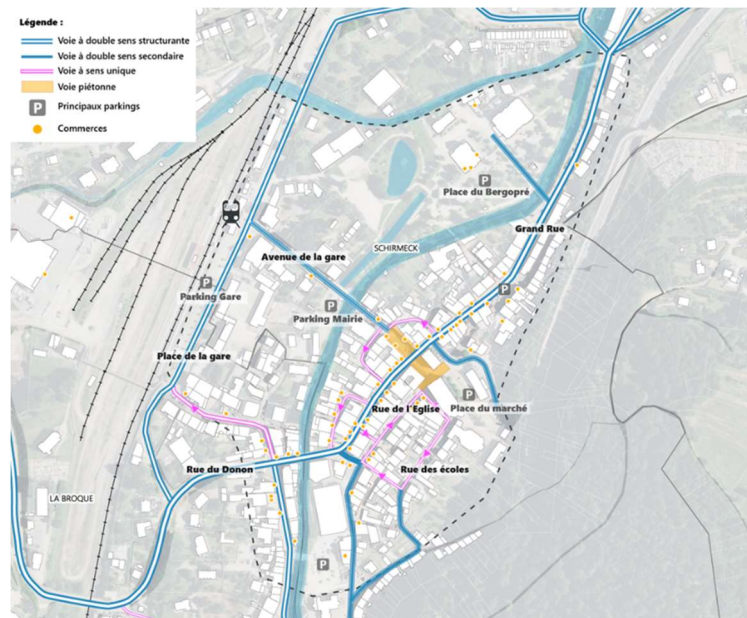 Légende :
Voie à double sens structurante
Voie à double sens secondaire
Voie à sens unique
Voie piétonne
P Principaux parkings
Commerces
P
Place du Bergopré
Grand Rue
SCHIRMECK
Avenue de la gare
P
Parking Gare
P
Parking Mairie
P
Place de la gare
P
Rue de l'Eglise
Place du marché
Rue du Donon
Rue des écoles
LA BROQUE
P